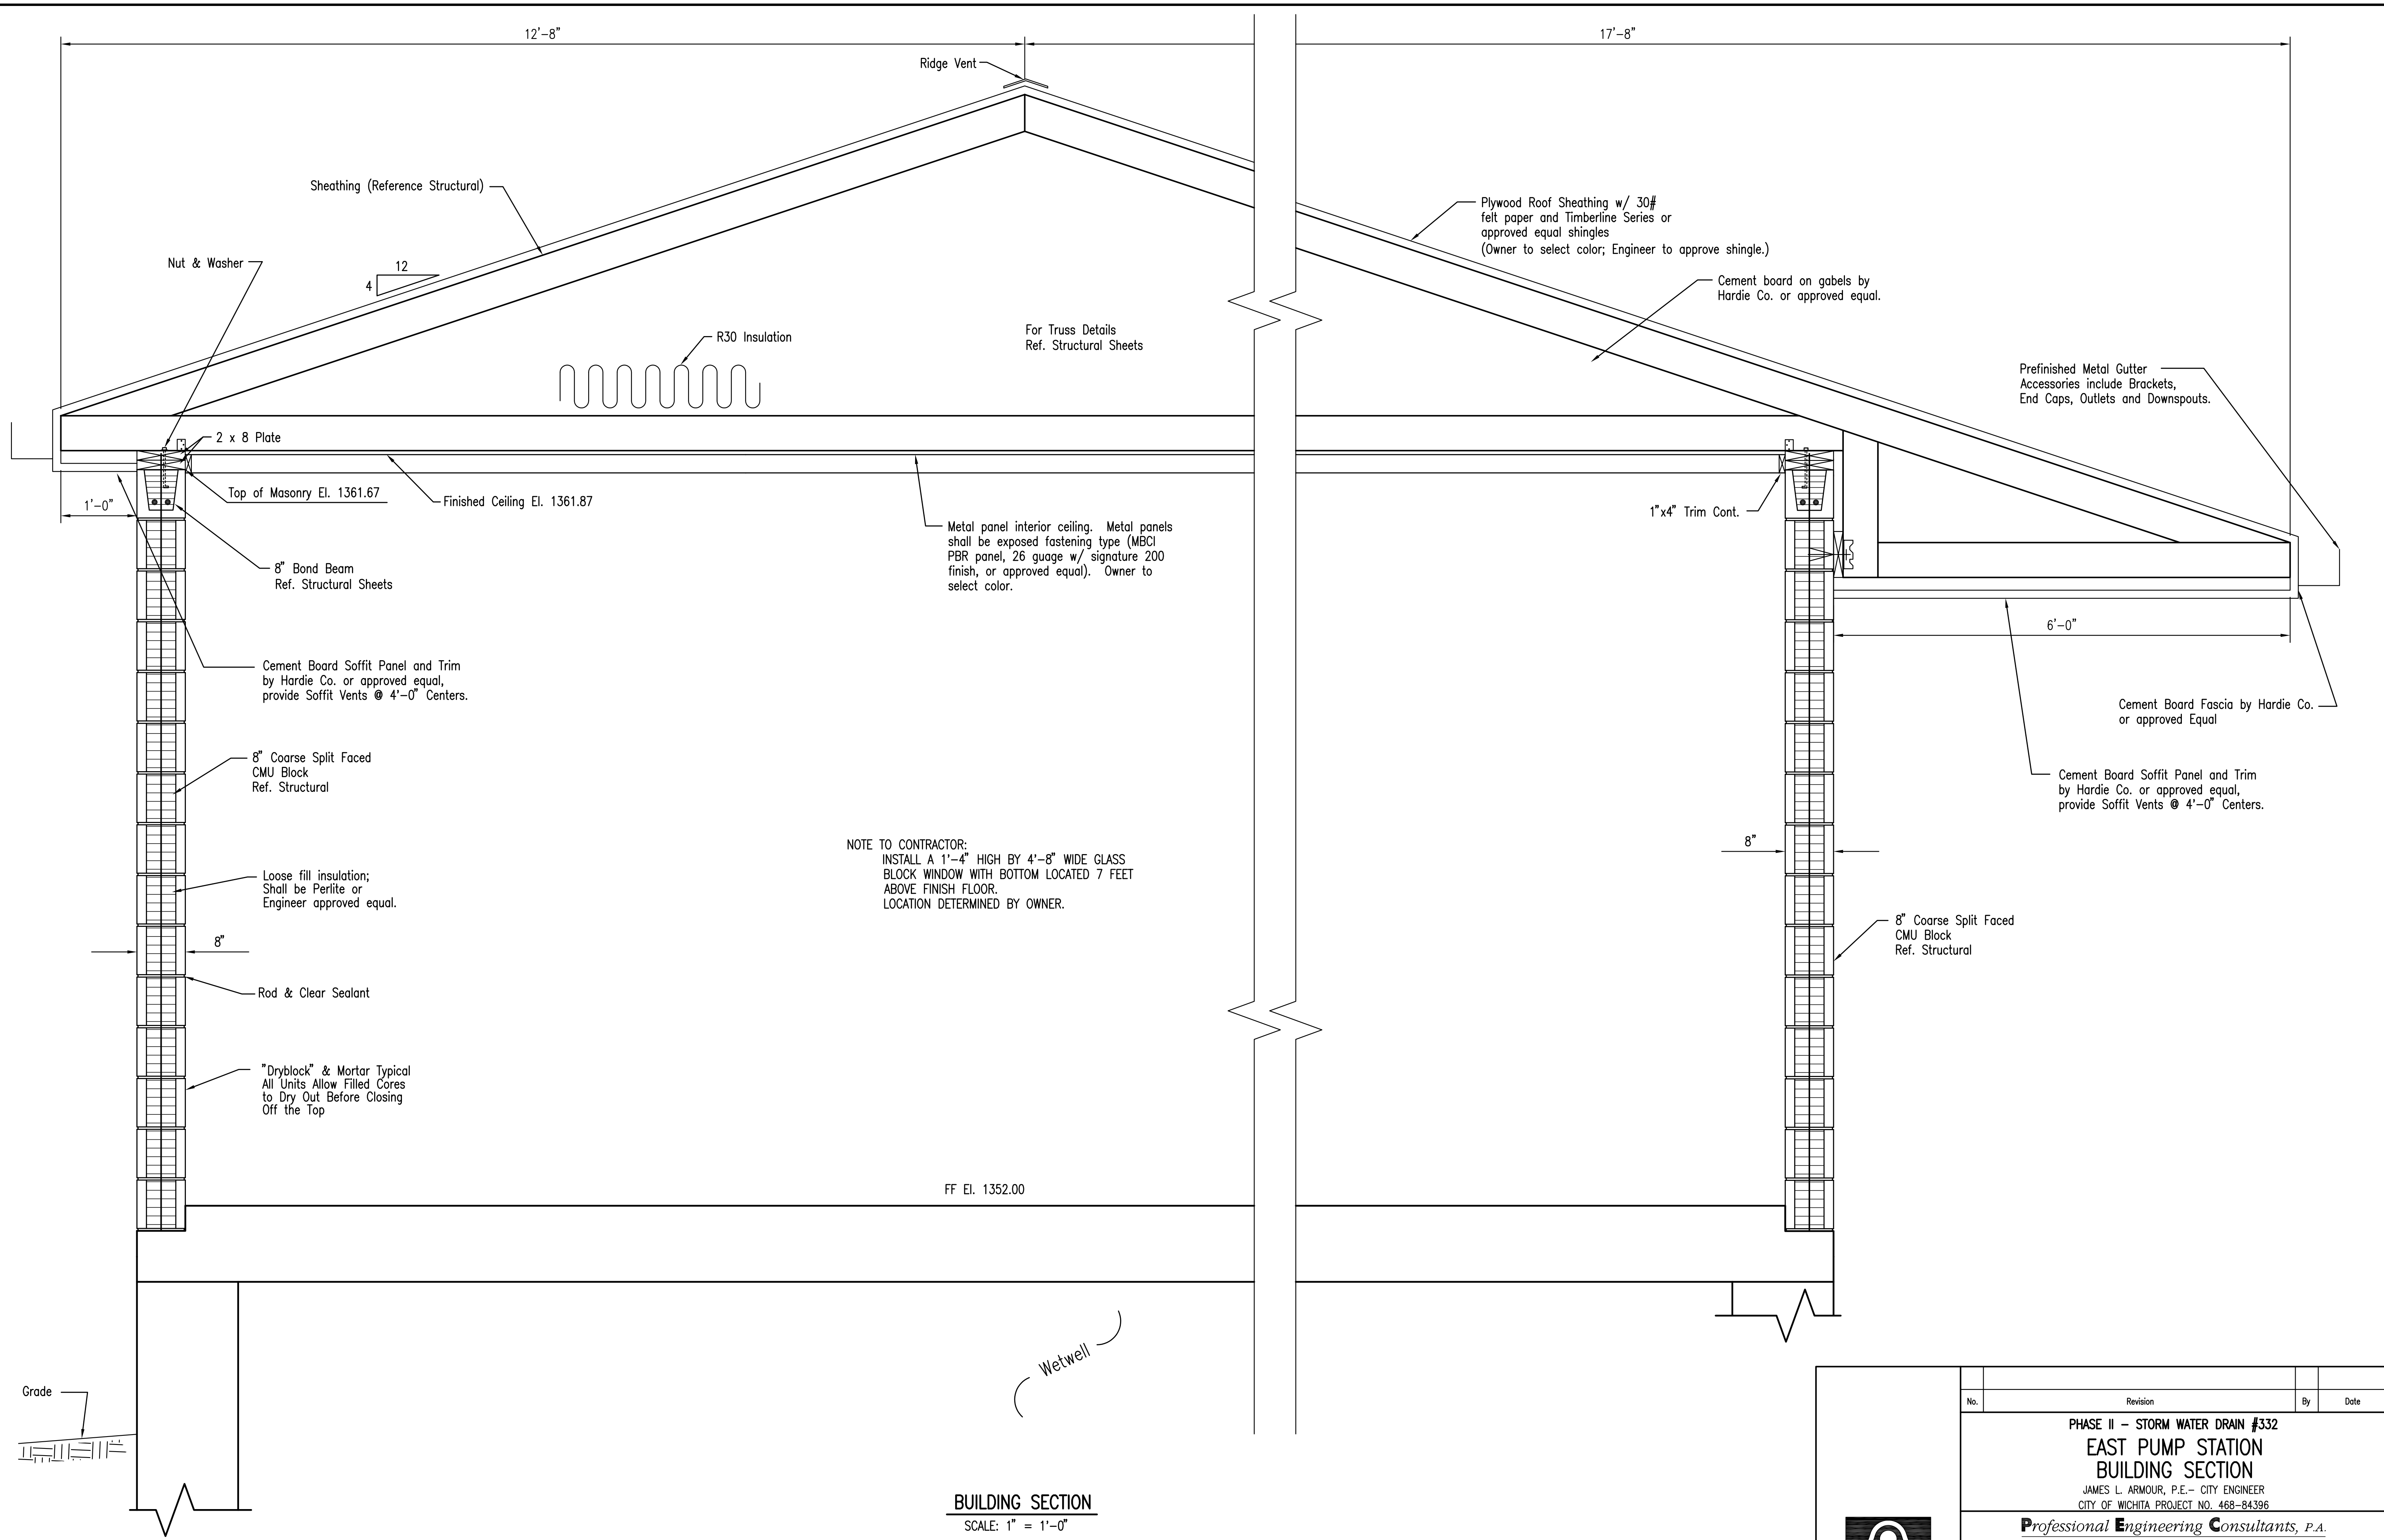 12'-8"
17'-8"
Ridge Vent
Sheathing (Reference Structural)
Plywood Roof Sheathing w/ 30#
felt paper and Timberline Series or
approved equal shingles
(Owner to select color; Engineer to approve shingle.)
Nut & Washer
12
4
Cement board on gabels by
Hardie Co. or approved equal.
R30 Insulation
For Truss Details
Ref. Structural Sheets
Prefinished Metal Gutter
Accessories include Brackets,
End Caps, Outlets and Downspouts.
2 x 8 Plate
Top of Masonry El. 1361.67
Finished Ceiling El. 1361.87
1'-0"
1"x4" Trim Cont.
Metal panel interior ceiling. Metal panels
shall be exposed fastening type (MBCI
PBR panel, 26 guage w/ signature 200
finish, or approved equal). Owner to
select color.
8" Bond Beam
Ref. Structural Sheets
6'-0"
Cement Board Soffit Panel and Trim
by Hardie Co. or approved equal,
provide Soffit Vents @ 4'-0" Centers.
Cement Board Fascia by Hardie Co.
or approved Equal
8" Coarse Split Faced
CMU Block
Ref. Structural
Cement Board Soffit Panel and Trim
by Hardie Co. or approved equal,
provide Soffit Vents @ 4'-0" Centers.
NOTE TO CONTRACTOR:
INSTALL A 1'-4" HIGH BY 4'-8" WIDE GLASS
BLOCK WINDOW WITH BOTTOM LOCATED 7 FEET
ABOVE FINISH FLOOR.
LOCATION DETERMINED BY OWNER.
8"
Loose fill insulation;
Shall be Perlite or
Engineer approved equal.
8"
8" Coarse Split Faced
CMU Block
Ref. Structural
Rod & Clear Sealant
"Dryblock" & Mortar Typical
All Units Allow Filled Cores
to Dry Out Before Closing
Off the Top
FF El. 1352.00
Wetwell
Grade
BUILDING SECTION
SCALE: 1" = 1'-0"
No. Revision By Date
PHASE II – STORM WATER DRAIN #332
EAST PUMP STATION
BUILDING SECTION
JAMES L. ARMOUR, P.E.– CITY ENGINEER
CITY OF WICHITA PROJECT NO. 468–84396
Professional Engineering Consultants, P.A.